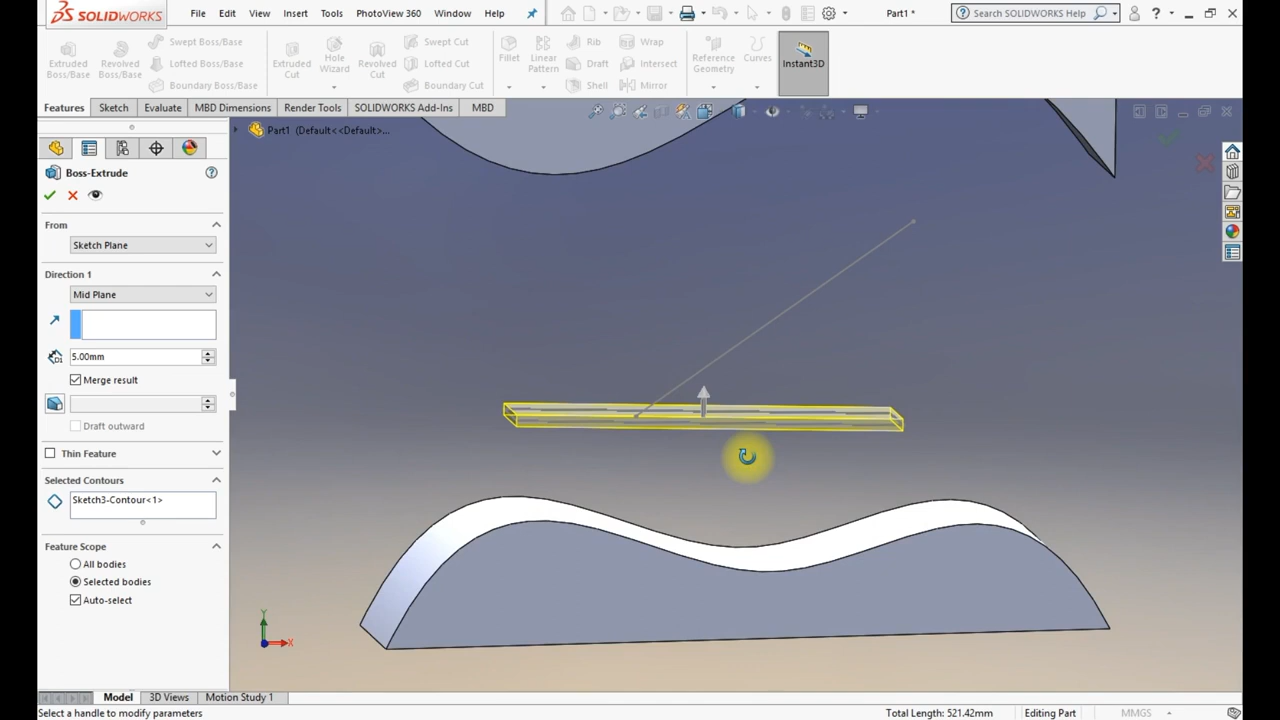 SOLIDWORKS File Edit View Insert Tools PhotoView 360 Window Help Part1 * Search SOLIDWORKS Help
Extruded Boss/Base
Revolved Boss/Base
Swept Boss/Base
Lofted Boss/Base
Boundary Boss/Base
Extruded Cut
Hole Wizard
Revolved Cut
Swept Cut
Lofted Cut
Boundary Cut
Fillet
Linear Pattern
Rib
Draft
Shell
Wrap
Intersect
Mirror
Reference Geometry
Curves
Instant3D
Features Sketch Evaluate MBD Dimensions Render Tools SOLIDWORKS Add-Ins MBD
Part1 (Default<<Default>...
Boss-Extrude
From
Sketch Plane
Direction 1
Mid Plane
D1
5.00mm
Merge result
Draft outward
Thin Feature
Selected Contours
Sketch3-Contour<1>
Feature Scope
All bodies
Selected bodies
Auto-select
Y
X
Model 3D Views Motion Study 1
Select a handle to modify parameters Total Length: 521.42mm Editing Part MMGS